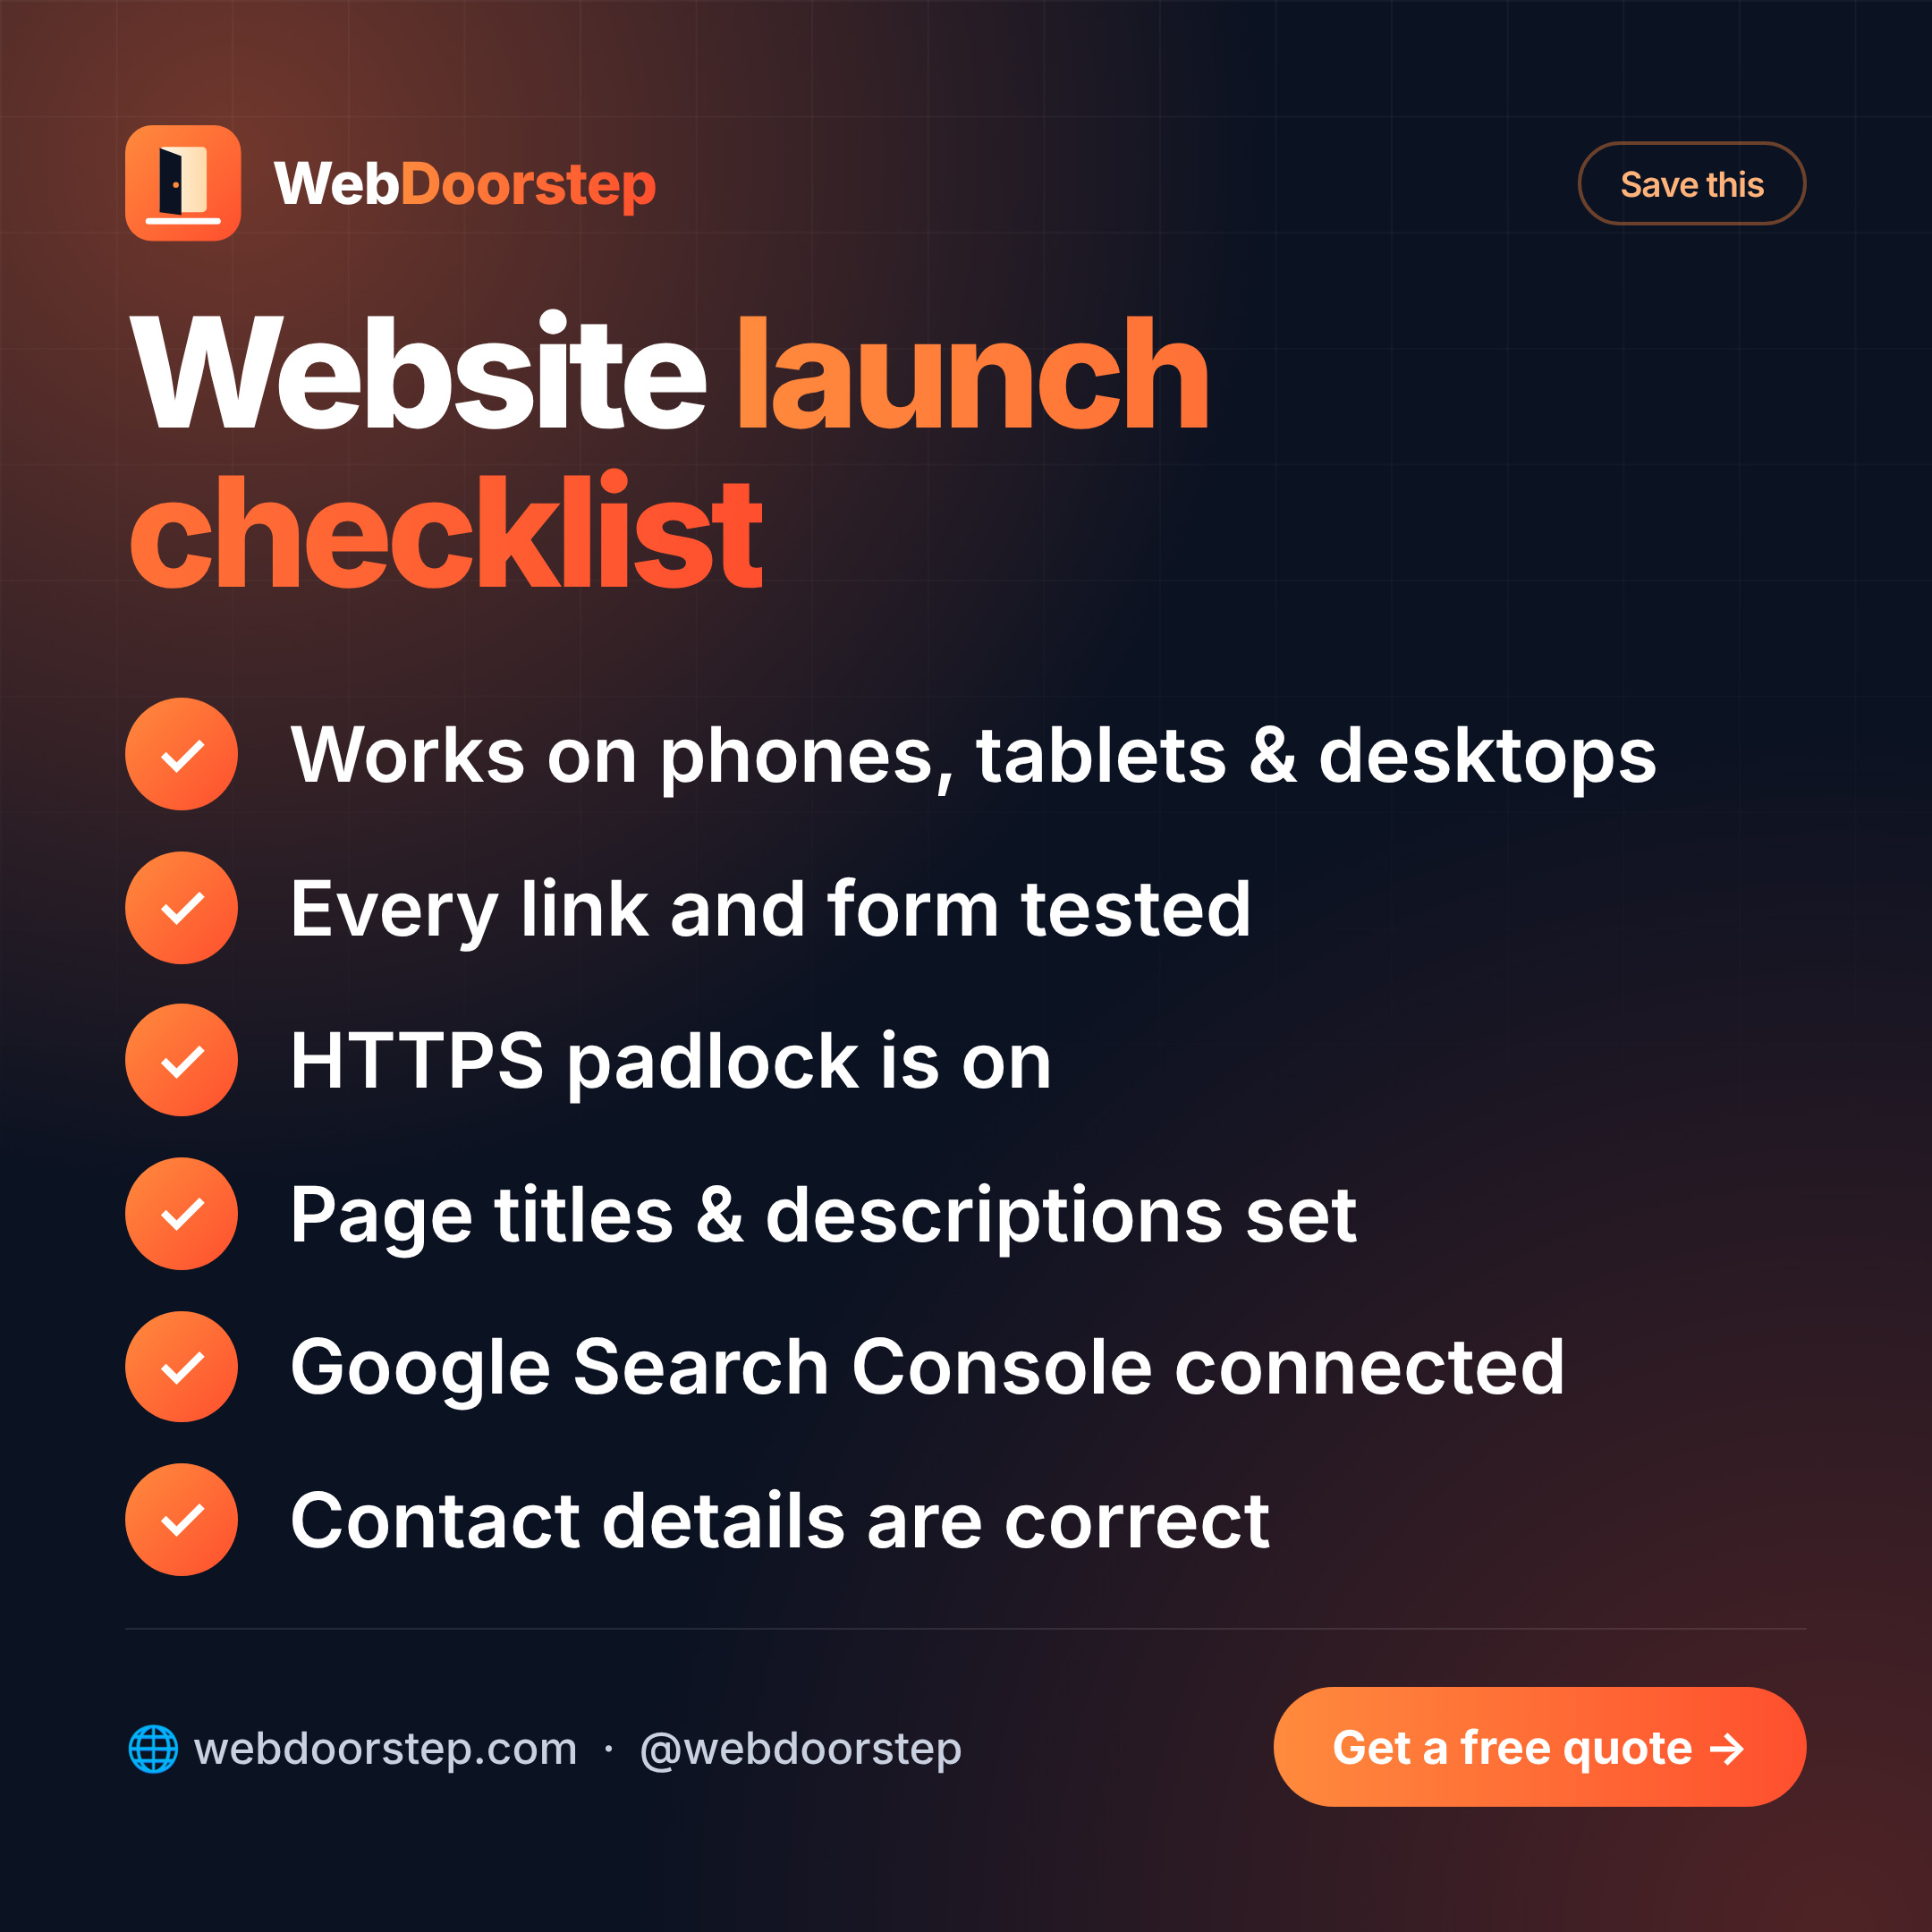 WebDoorstep
Save this
Website launch
checklist
Works on phones, tablets & desktops
Every link and form tested
HTTPS padlock is on
Page titles & descriptions set
Google Search Console connected
Contact details are correct
webdoorstep.com · @webdoorstep
Get a free quote →